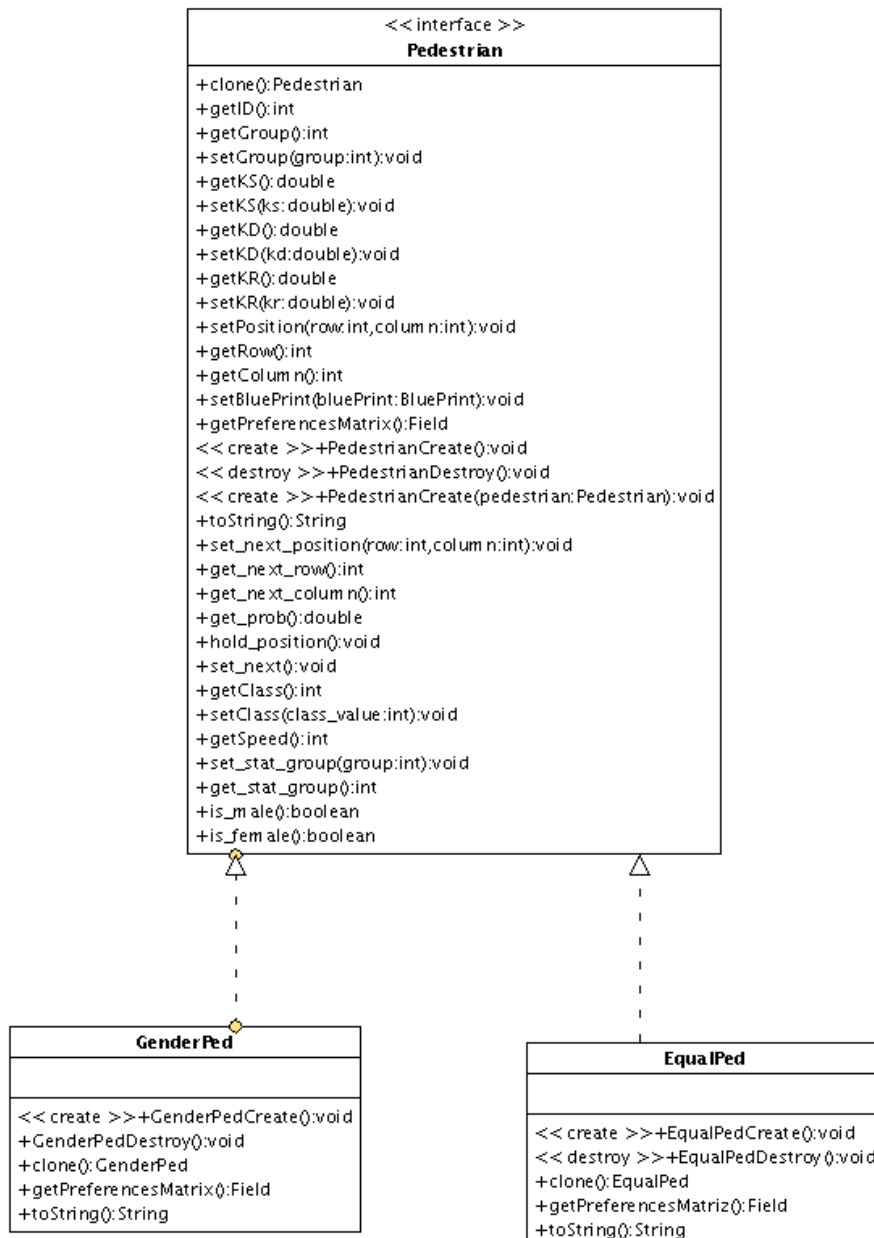 << interface >>
Pedestrian
+clone():Pedestrian
+getID():int
+getGroup():int
+setGroup(group:int):void
+getKS():double
+setKS(ks:double):void
+getKD():double
+setKD(kd:double):void
+getKR():double
+setKR(kr:double):void
+setPosition(row:int,column:int):void
+getRow():int
+getColumn():int
+setBluePrint(bluePrint:BluePrint):void
+getPreferencesMatrix():Field
<< create >>+PedestrianCreate():void
<< destroy >>+PedestrianDestroy():void
<< create >>+PedestrianCreate(pedestrian:Pedestrian):void
+toString():String
+set_next_position(row:int,column:int):void
+get_next_row():int
+get_next_column():int
+get_prob():double
+hold_position():void
+set_next():void
+getClass():int
+setClass(class_value:int):void
+getSpeed():int
+set_stat_group(group:int):void
+get_stat_group():int
+is_male():boolean
+is_female():boolean
GenderPed
<< create >>+GenderPedCreate():void
+GenderPedDestroy():void
+clone():GenderPed
+getPreferencesMatrix():Field
+toString():String
EqualPed
<< create >>+EqualPedCreate():void
<< destroy >>+EqualPedDestroy():void
+clone():EqualPed
+getPreferencesMatriz():Field
+toString():String